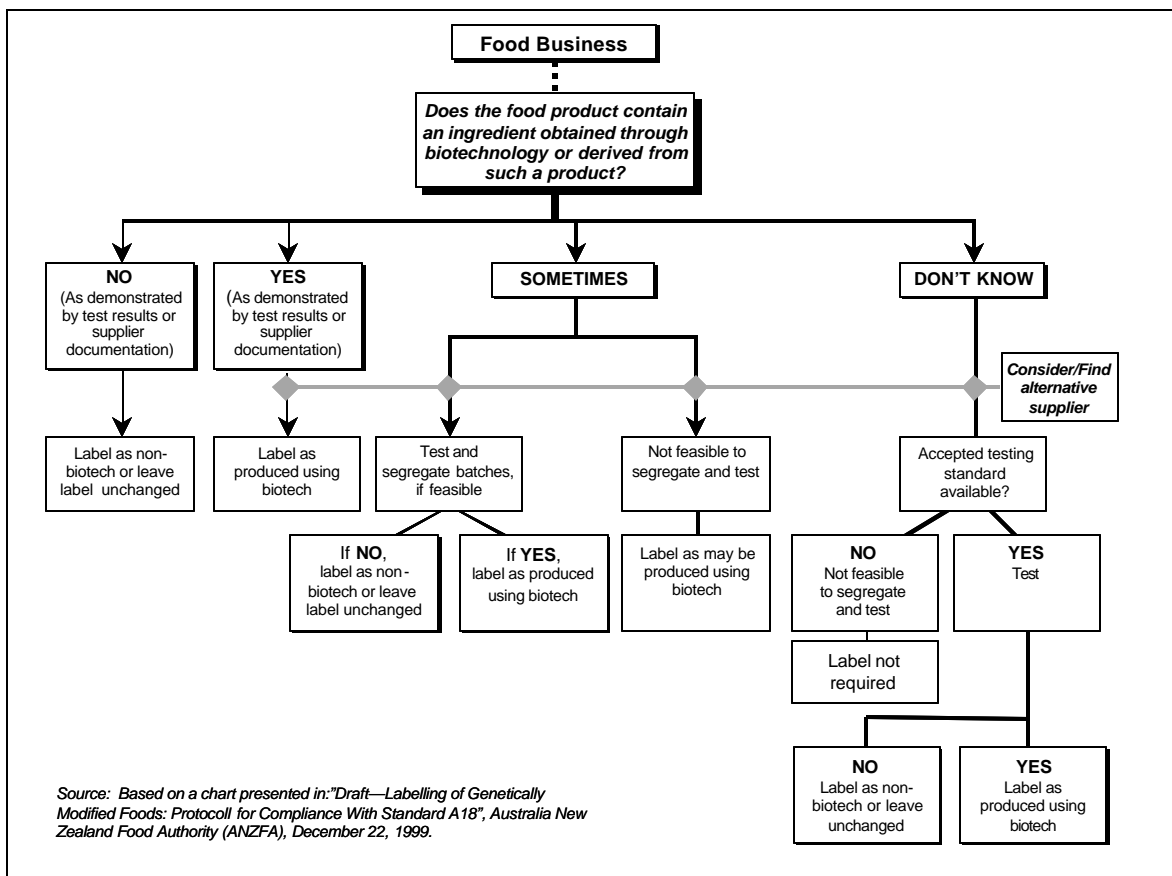 Food Business
Does the food product contain
an ingredient obtained through
biotechnology or derived from
such a product?
NO
(As demonstrated
by test results or
supplier
documentation)
YES
(As demonstrated
by test results or
supplier
documentation)
SOMETIMES
DON'T KNOW
Consider/Find
alternative
supplier
Label as non-
biotech or leave
label unchanged
Label as
produced using
biotech
Test and
segregate batches,
if feasible
Not feasible to
segregate and test
Accepted testing
standard
available?
If NO,
label as non-
biotech or leave
label unchanged
If YES,
label as produced
using biotech
Label as may be
produced using
biotech
NO
Not feasible
to segregate
and test
YES
Test
Label not
required
NO
Label as non-
biotech or leave
unchanged
YES
Label as
produced using
biotech
Source: Based on a chart presented in:"Draft—Labelling of Genetically
Modified Foods: Protocoll for Compliance With Standard A18", Australia New
Zealand Food Authority (ANZFA), December 22, 1999.